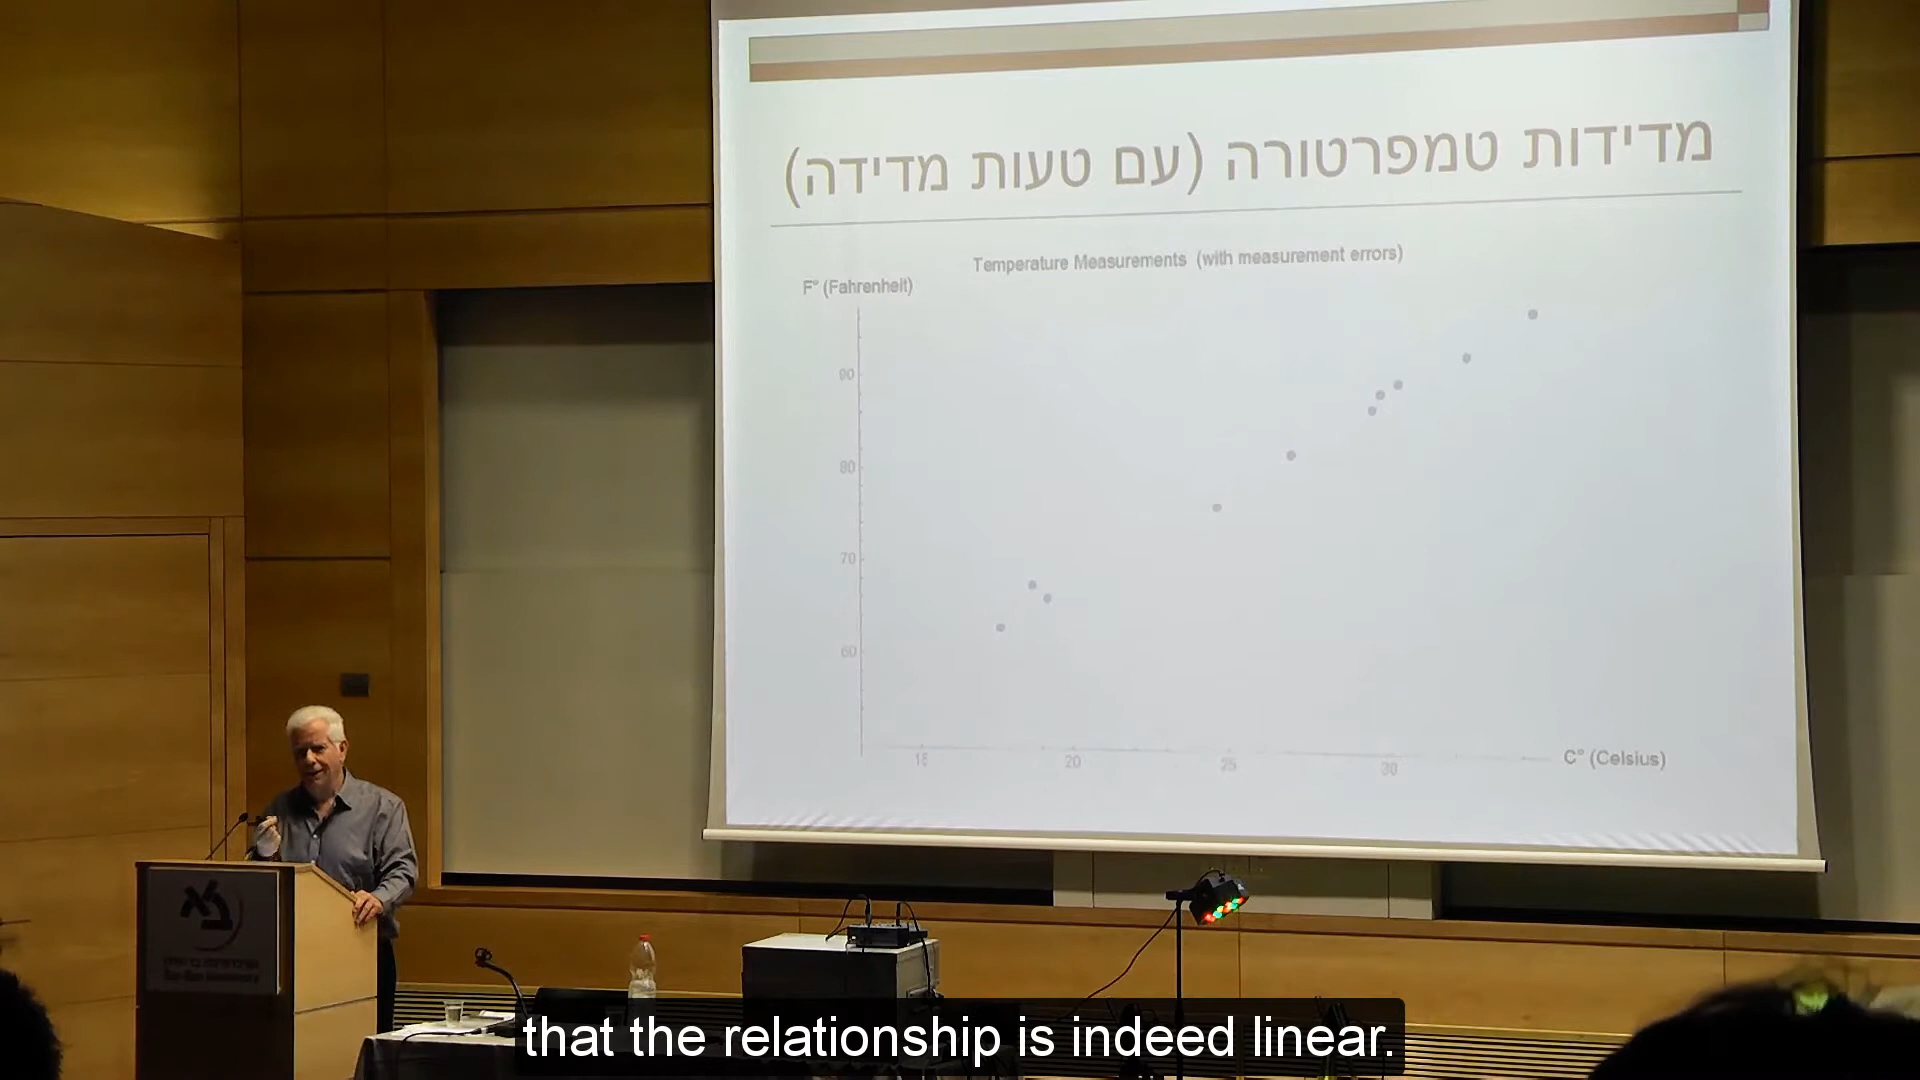 מדידות טמפרטורה (עם טעות מדידה)
Temperature Measurements (with measurement errors)
F° (Fahrenheit)
90
80
70
60
15 20 25 30
C° (Celsius)
that the relationship is indeed linear.